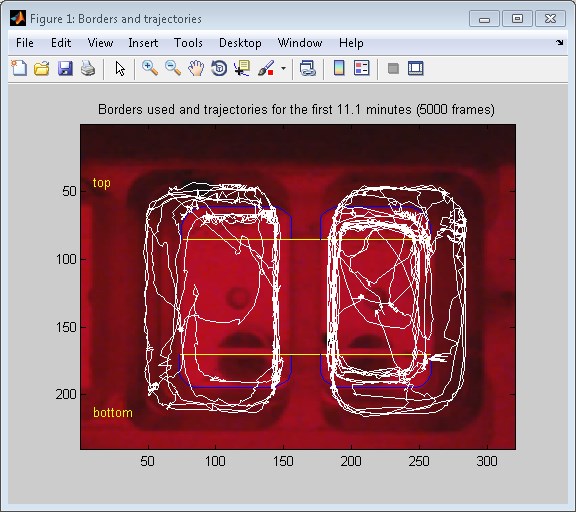 Figure 1: Borders and trajectories
File Edit View Insert Tools Desktop Window Help
Borders used and trajectories for the first 11.1 minutes (5000 frames)
top
50
100
150
200
bottom
50 100 150 200 250 300